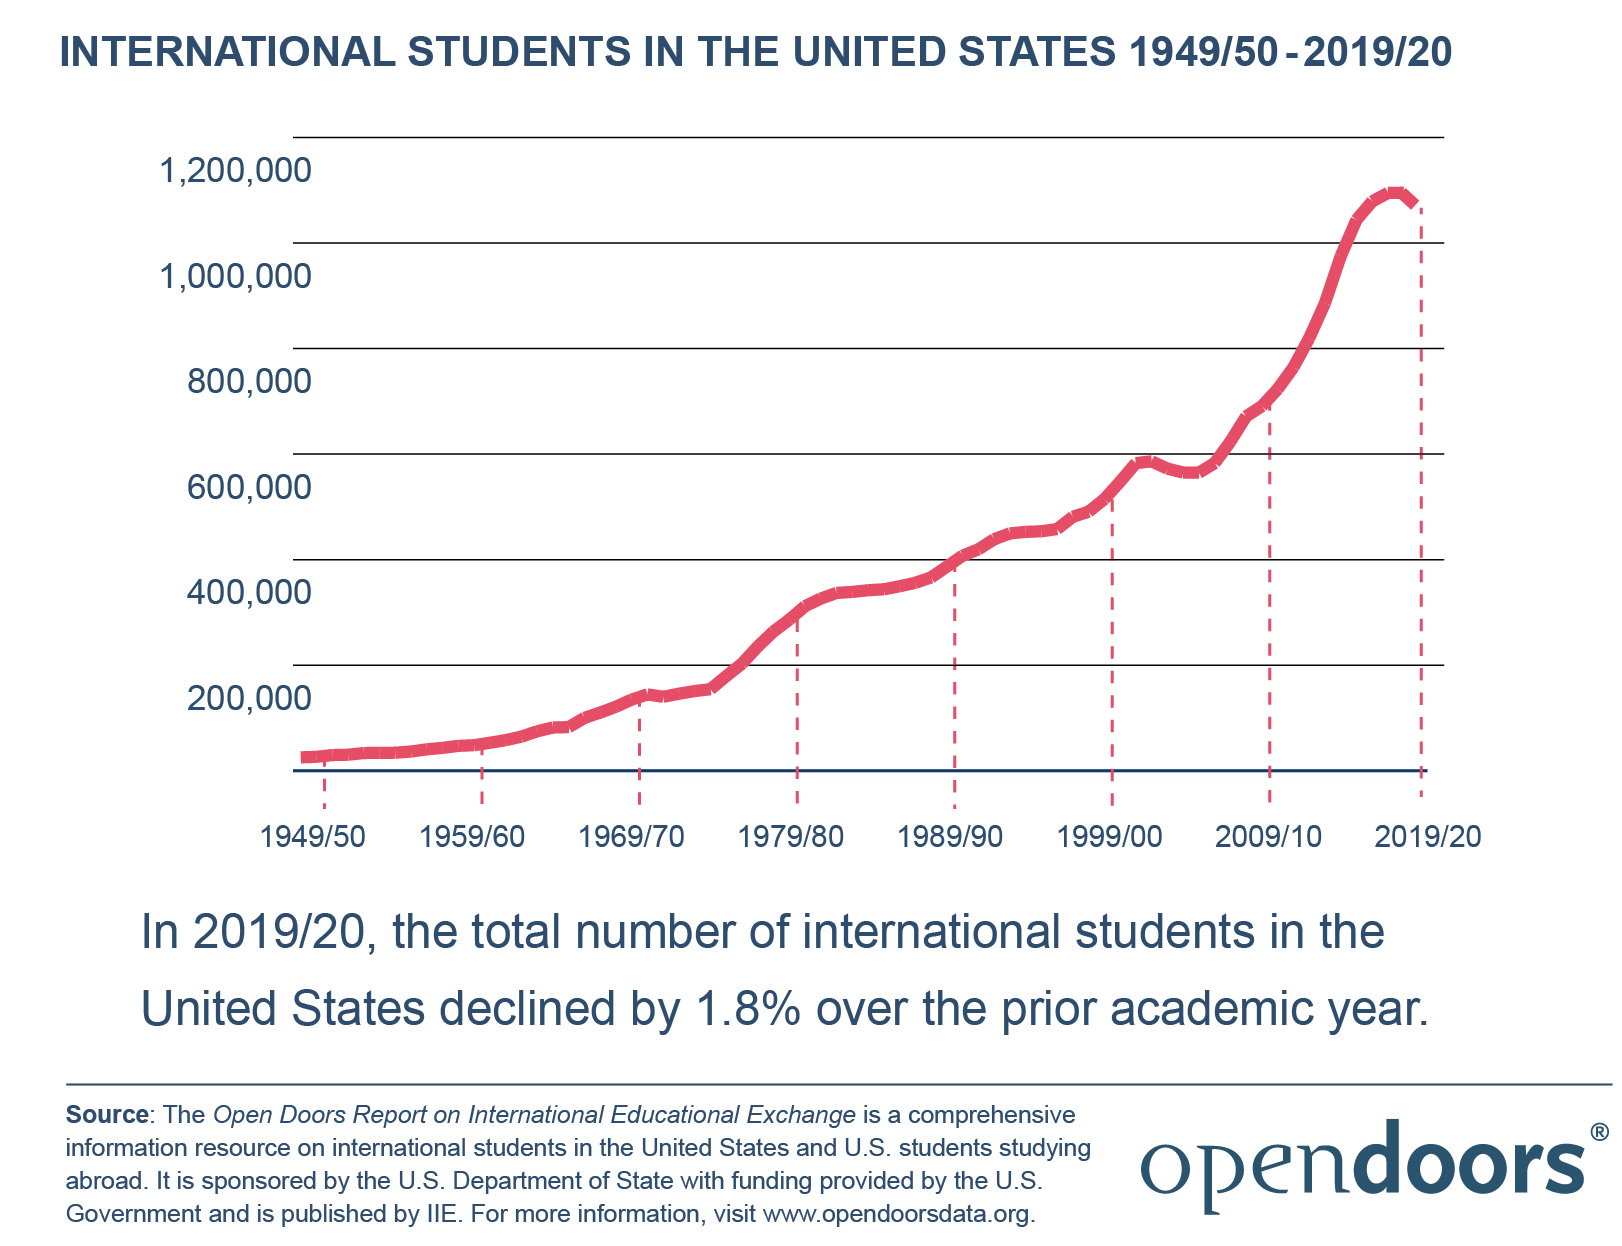 INTERNATIONAL STUDENTS IN THE UNITED STATES 1949/50 - 2019/20
1,200,000
1,000,000
800,000
600,000
400,000
200,000
1949/50 1959/60 1969/70 1979/80 1989/90 1999/00 2009/10 2019/20
In 2019/20, the total number of international students in the
United States declined by 1.8% over the prior academic year.
Source: The Open Doors Report on International Educational Exchange is a comprehensive
information resource on international students in the United States and U.S. students studying
abroad. It is sponsored by the U.S. Department of State with funding provided by the U.S.
Government and is published by IIE. For more information, visit www.opendoorsdata.org.
opendoors®